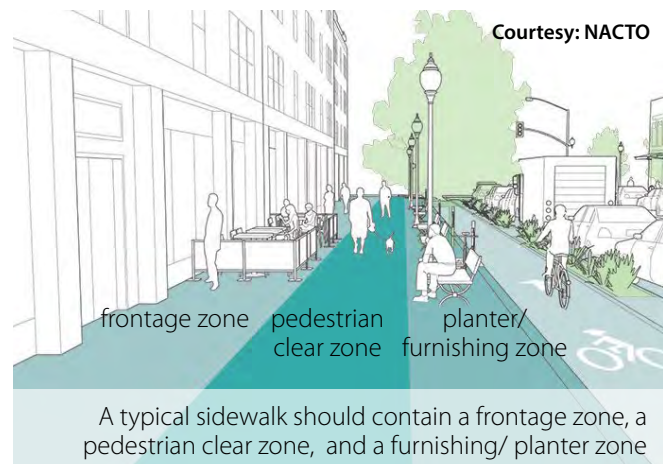 Courtesy: NACTO
frontage zone
pedestrian
clear zone
planter/
furnishing zone
A typical sidewalk should contain a frontage zone, a
pedestrian clear zone, and a furnishing/ planter zone